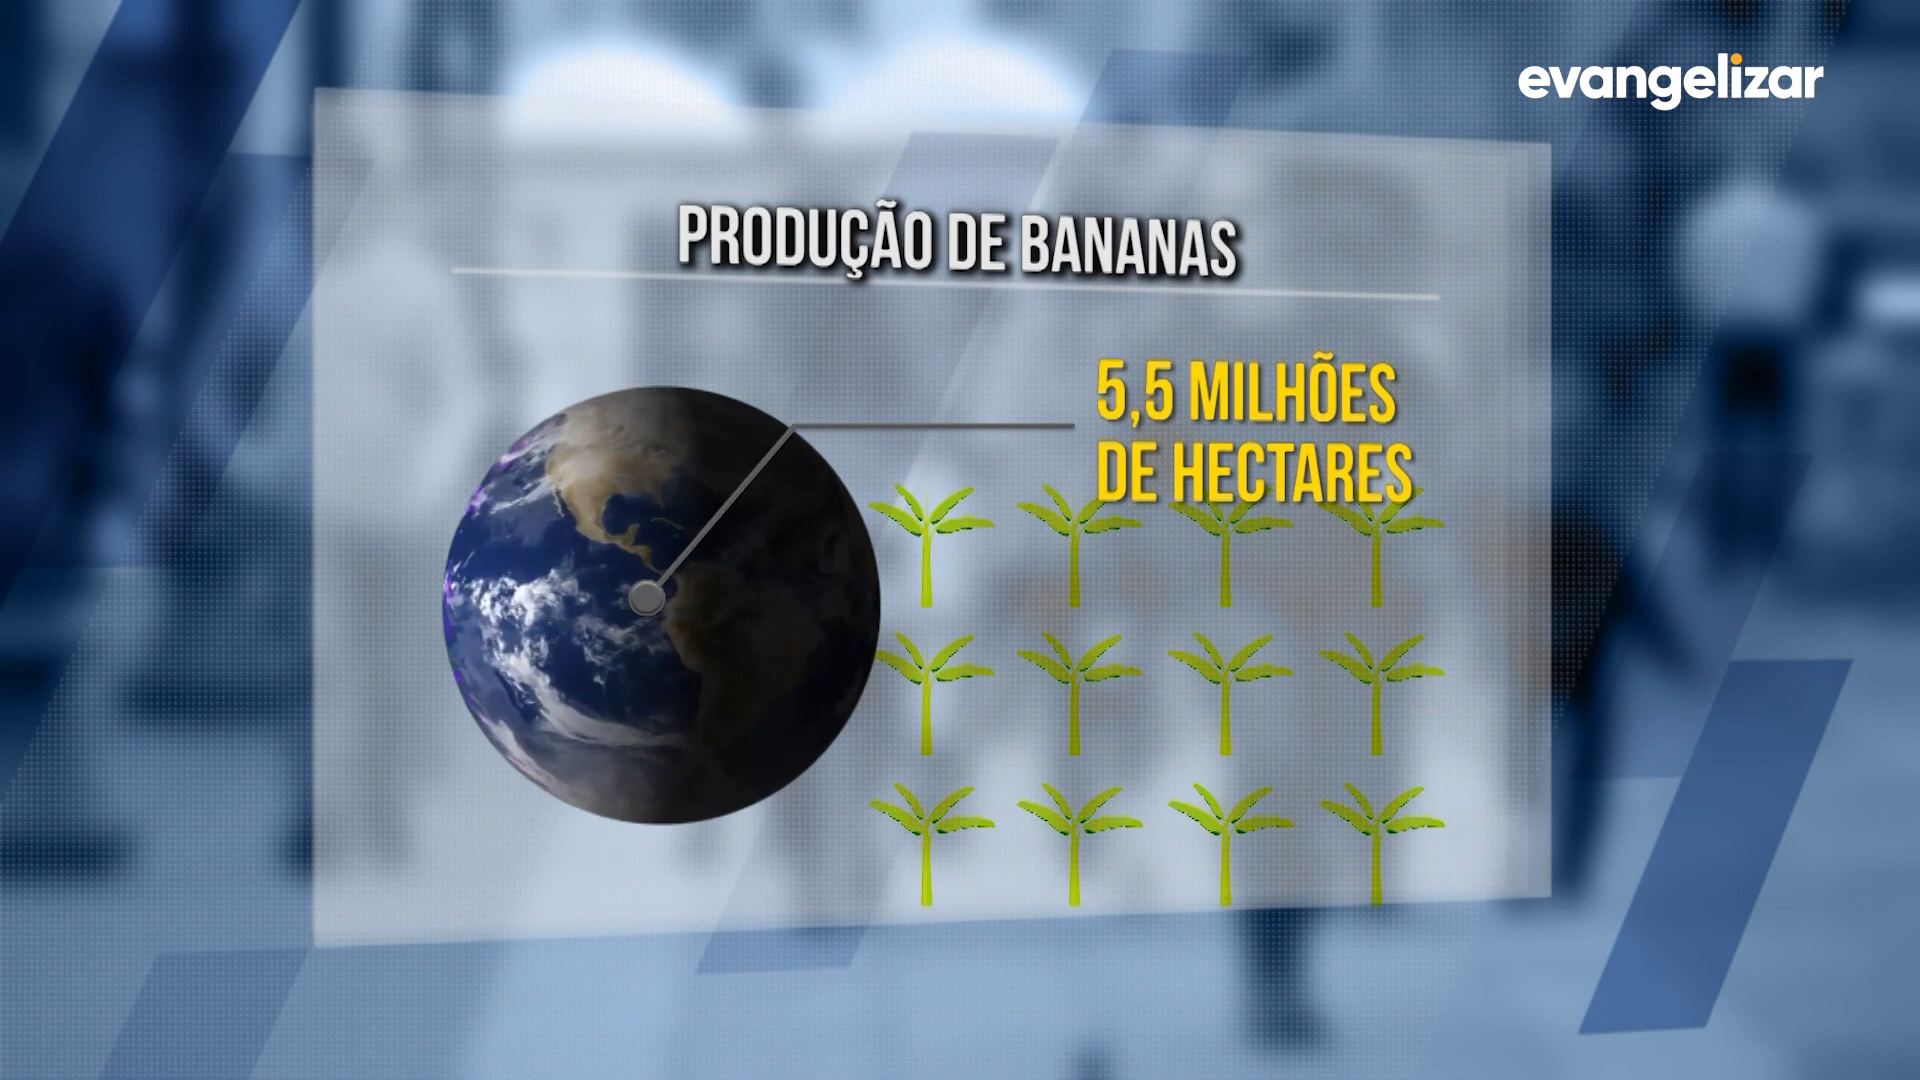 evangelizar
PRODUÇÃO DE BANANAS
5,5 MILHÕES
DE HECTARES